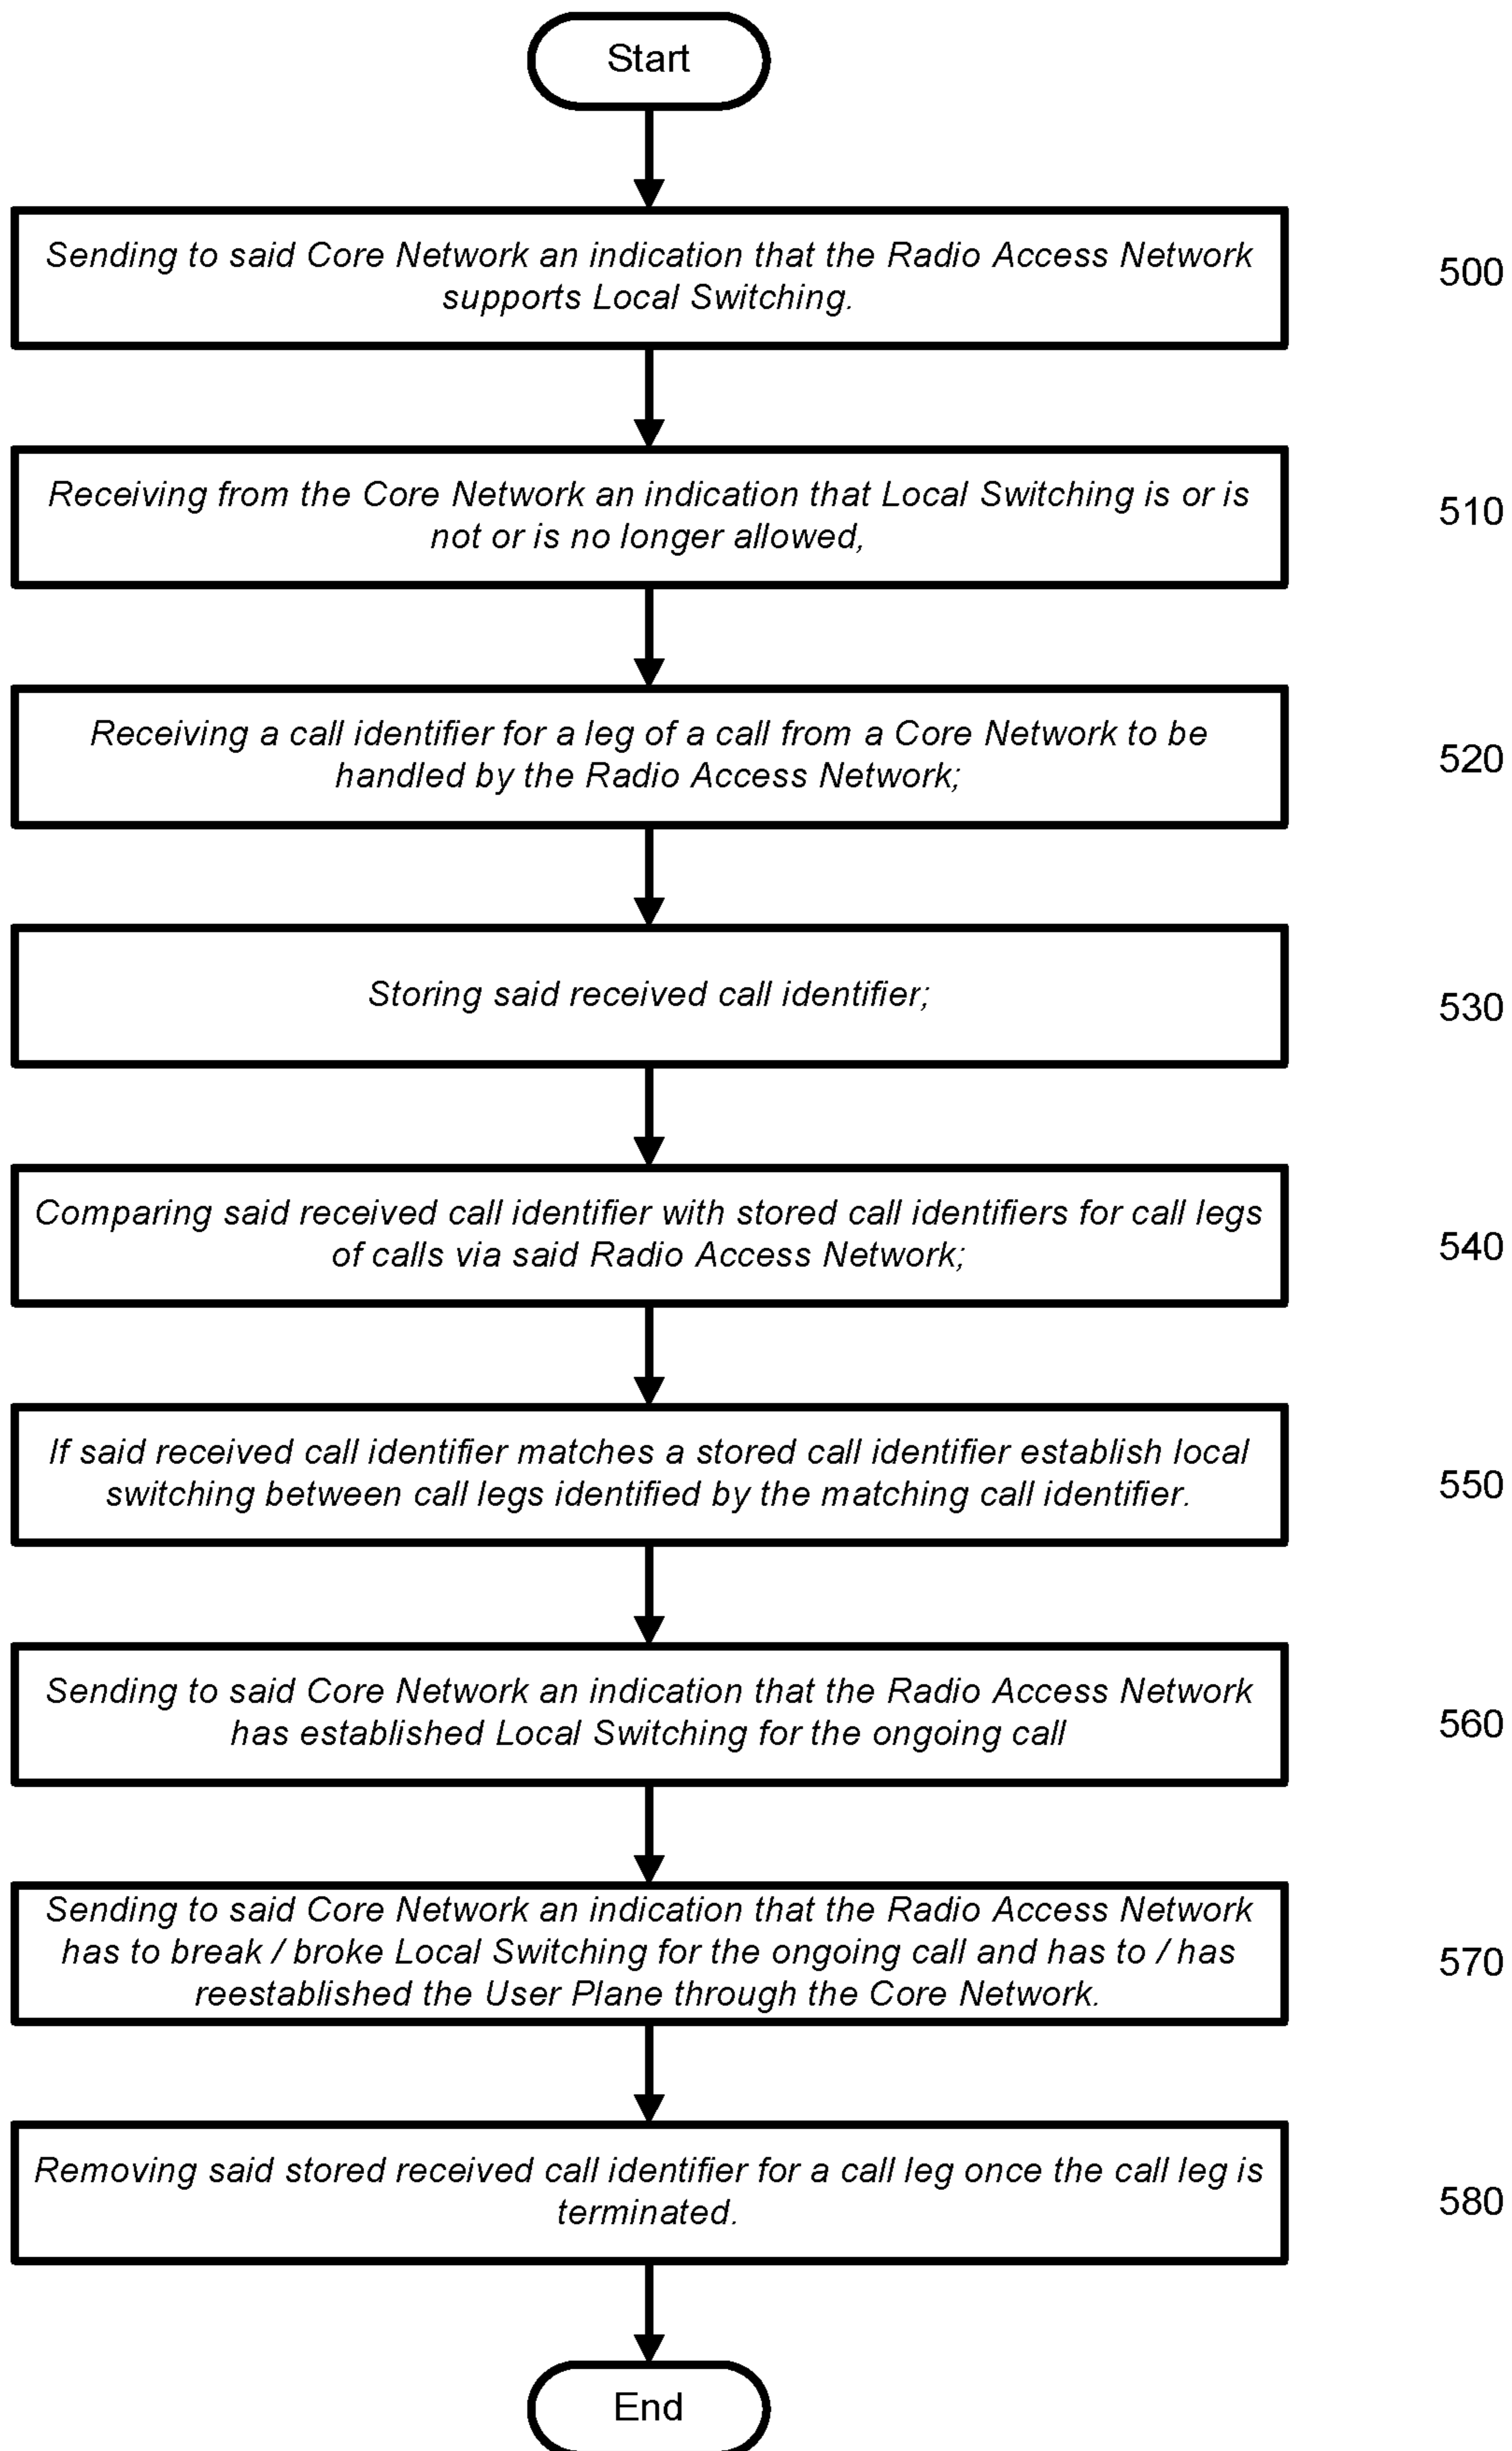 Start
Sending to said Core Network an indication that the Radio Access Network
supports Local Switching.
500
Receiving from the Core Network an indication that Local Switching is or is
not or is no longer allowed,
510
Receiving a call identifier for a leg of a call from a Core Network to be
handled by the Radio Access Network;
520
Storing said received call identifier;
530
Comparing said received call identifier with stored call identifiers for call legs
of calls via said Radio Access Network;
540
If said received call identifier matches a stored call identifier establish local
switching between call legs identified by the matching call identifier.
550
Sending to said Core Network an indication that the Radio Access Network
has established Local Switching for the ongoing call
560
Sending to said Core Network an indication that the Radio Access Network
has to break / broke Local Switching for the ongoing call and has to / has
reestablished the User Plane through the Core Network.
570
Removing said stored received call identifier for a call leg once the call leg is
terminated.
580
End